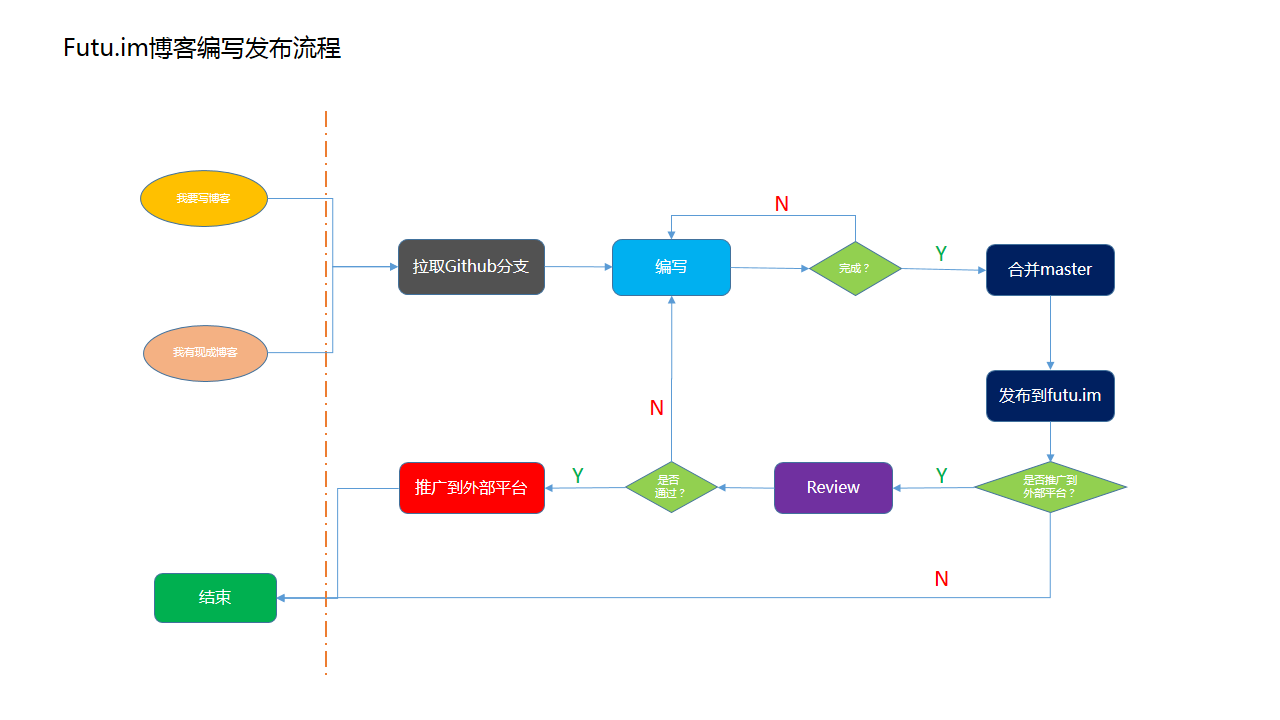 Futu.im博客编写发布流程
我要写博客
N
拉取Github分支
编写
完成？
Y
合并master
我有现成博客
发布到futu.im
N
推广到外部平台
Y
是否
通过？
Review
Y
是否推广到
外部平台？
N
结束